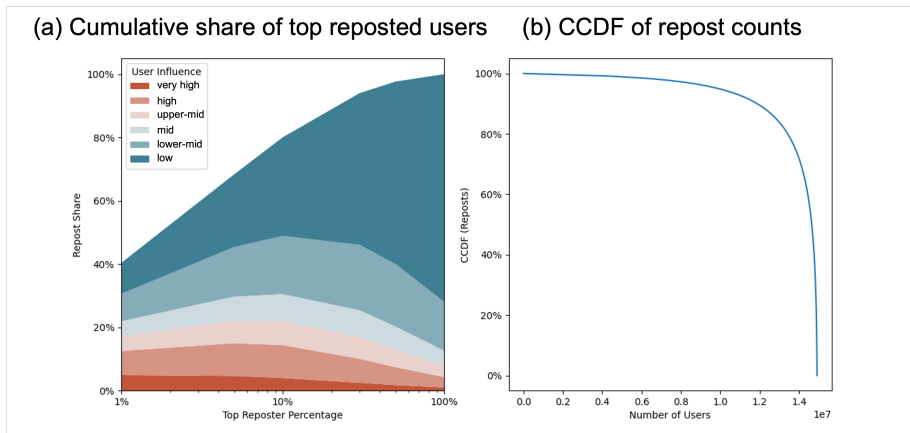 (a) Cumulative share of top reposted users
(b) CCDF of repost counts
User Influence
very high
high
upper-mid
mid
lower-mid
low
100%
80%
60%
40%
20%
0%
Repost Share
1%
10%
100%
Top Reposter Percentage
100%
80%
60%
40%
20%
0%
CCDF (Reposts)
0.0
0.2
0.4
0.6
0.8
1.0
1.2
1.4
1e7
Number of Users